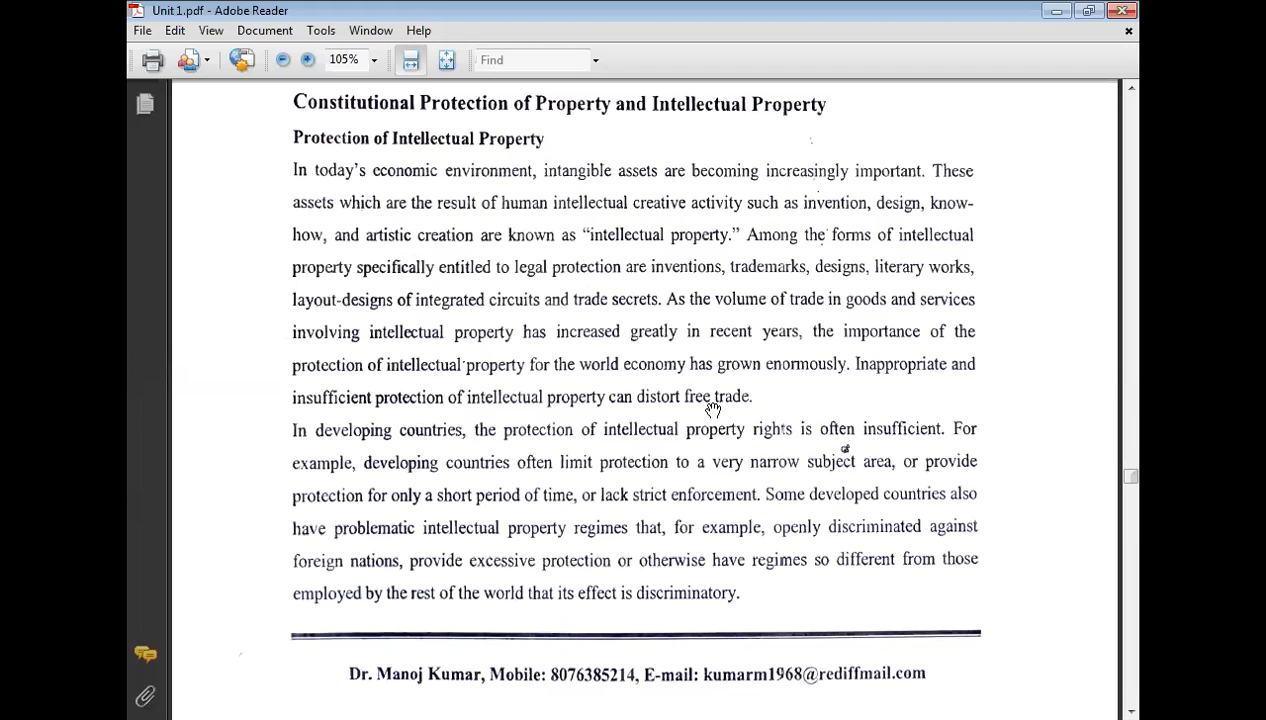 Unit 1.pdf - Adobe Reader
File Edit View Document Tools Window Help
105% Find
Constitutional Protection of Property and Intellectual Property
Protection of Intellectual Property
In today's economic environment, intangible assets are becoming increasingly important. These
assets which are the result of human intellectual creative activity such as invention, design, know-
how, and artistic creation are known as “intellectual property.” Among the forms of intellectual
property specifically entitled to legal protection are inventions, trademarks, designs, literary works,
layout-designs of integrated circuits and trade secrets. As the volume of trade in goods and services
involving intellectual property has increased greatly in recent years, the importance of the
protection of intellectual property for the world economy has grown enormously. Inappropriate and
insufficient protection of intellectual property can distort free trade.
In developing countries, the protection of intellectual property rights is often insufficient. For
example, developing countries often limit protection to a very narrow subject area, or provide
protection for only a short period of time, or lack strict enforcement. Some developed countries also
have problematic intellectual property regimes that, for example, openly discriminated against
foreign nations, provide excessive protection or otherwise have regimes so different from those
employed by the rest of the world that its effect is discriminatory.
Dr. Manoj Kumar, Mobile: 8076385214, E-mail: kumarm1968@rediffmail.com